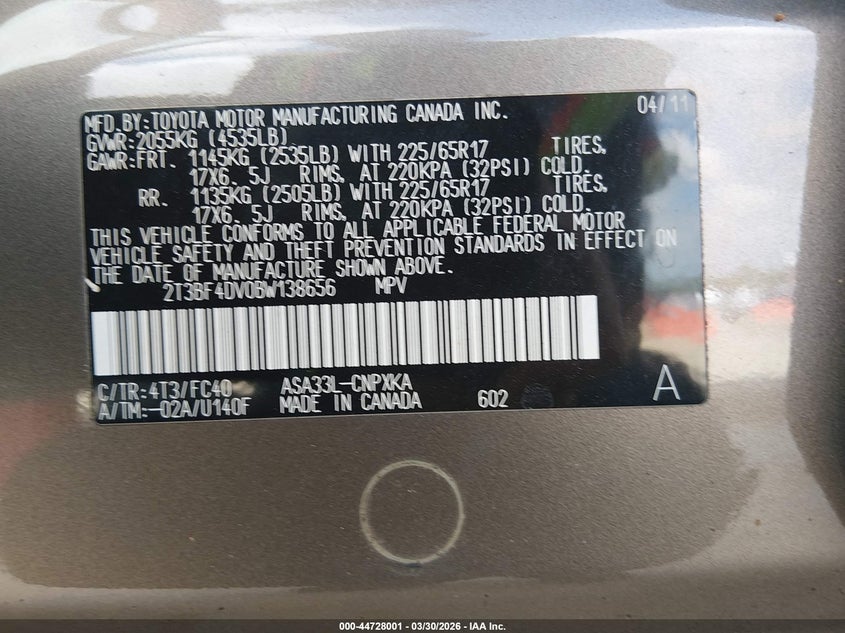 MFD.BY:TOYOTA MOTOR MANUFACTURING CANADA INC. 04/11
GVWR:2055KG (4535LB)
GAWR:FRT. 1145KG (2535LB) WITH 225/65R17 TIRES,
17X6.5J RIMS, AT 220KPA (32PSI) COLD.
RR. 1135KG (2505LB) WITH 225/65R17 TIRES,
17X6.5J RIMS, AT 220KPA (32PSI) COLD.
THIS VEHICLE CONFORMS TO ALL APPLICABLE FEDERAL MOTOR
VEHICLE SAFETY AND THEFT PREVENTION STANDARDS IN EFFECT ON
THE DATE OF MANUFACTURE SHOWN ABOVE.
2T3BF4DV0BW138656 MPV
C/TR:4T3/FC40 ASA33L-CNPXKA
A/TM:-02A/U140F MADE IN CANADA 602 A
000-44728001 - 03/30/2026 - IAA Inc.